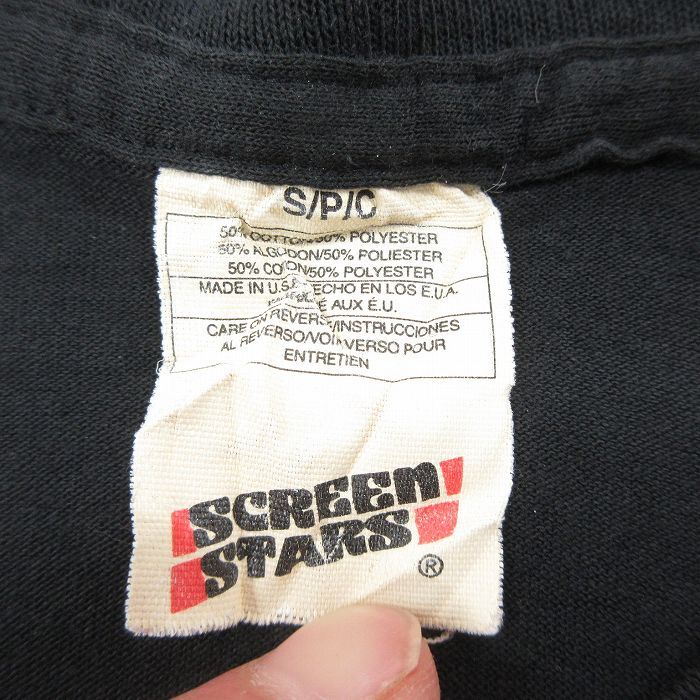 S/P/C
50% COTTON/50% POLYESTER
50% ALGODON/50% POLIESTER
50% COTON/50% POLYESTER
MADE IN U.S.A. HECHO EN LOS E.U.A.
AUX É.U.
CARE ON REVERSE/INSTRUCCIONES
AL REVERSO/VOIR VERSO POUR
ENTRETIEN
SCREEN
STARS
®